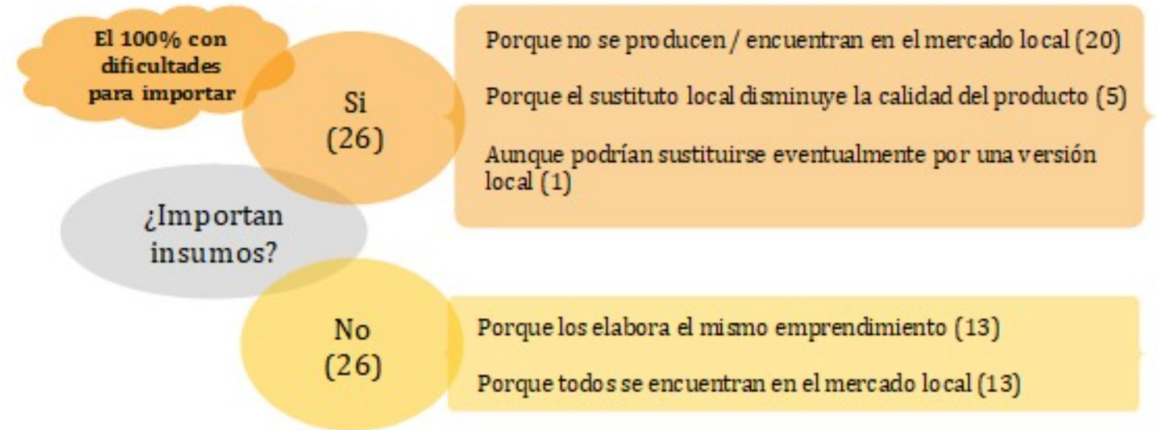 El 100% con
dificultades
para importar
Si
(26)
Porque no se producen / encuentran en el mercado local (20)
Porque el sustituto local disminuye la calidad del producto (5)
Aunque podrían sustituirse eventualmente por una versión
local (1)
¿Importan
insumos?
No
(26)
Porque los elabora el mismo emprendimiento (13)
Porque todos se encuentran en el mercado local (13)